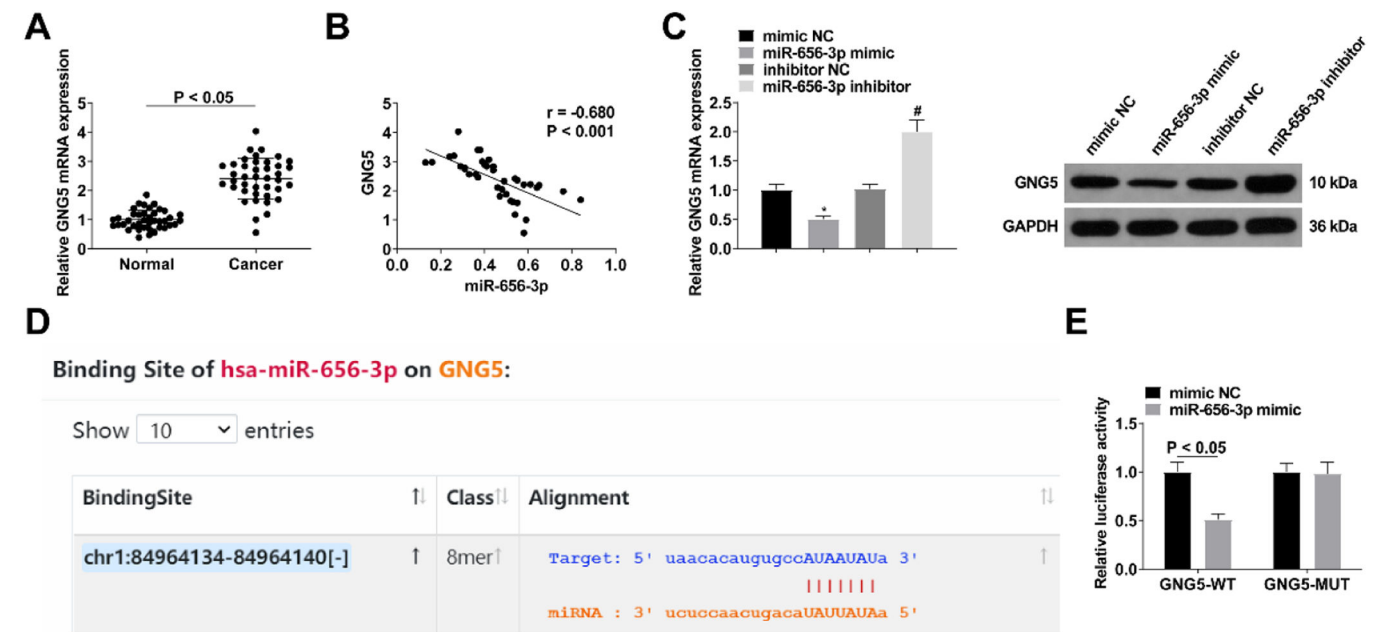 A
Relative GNG5 mRNA expression
P < 0.05
5
4
3
2
1
0
Normal
Cancer
B
GNG5
r = -0.680
P < 0.001
5
4
3
2
1
0
0.0
0.2
0.4
0.6
0.8
1.0
miR-656-3p
C
mimic NC
miR-656-3p mimic
inhibitor NC
miR-656-3p inhibitor
Relative GNG5 mRNA expression
2.5
2.0
1.5
1.0
0.5
0.0
*
#
mimic NC
miR-656-3p mimic
inhibitor NC
miR-656-3p inhibitor
GNG5
10 kDa
GAPDH
36 kDa
D
Binding Site of hsa-miR-656-3p on GNG5:
Show 10 entries
BindingSite ↑↓ Class↑↓ Alignment ↑↓
chr1:84964134-84964140[-] ↑ 8mer↑ ↑
Target: 5' uaacacaugugccAUAAUAUa 3'
|||||||
miRNA : 3' ucuccaacugacaUAUUAUAa 5'
E
mimic NC
miR-656-3p mimic
Relative luciferase activity
1.5
1.0
0.5
0.0
P < 0.05
GNG5-WT
GNG5-MUT